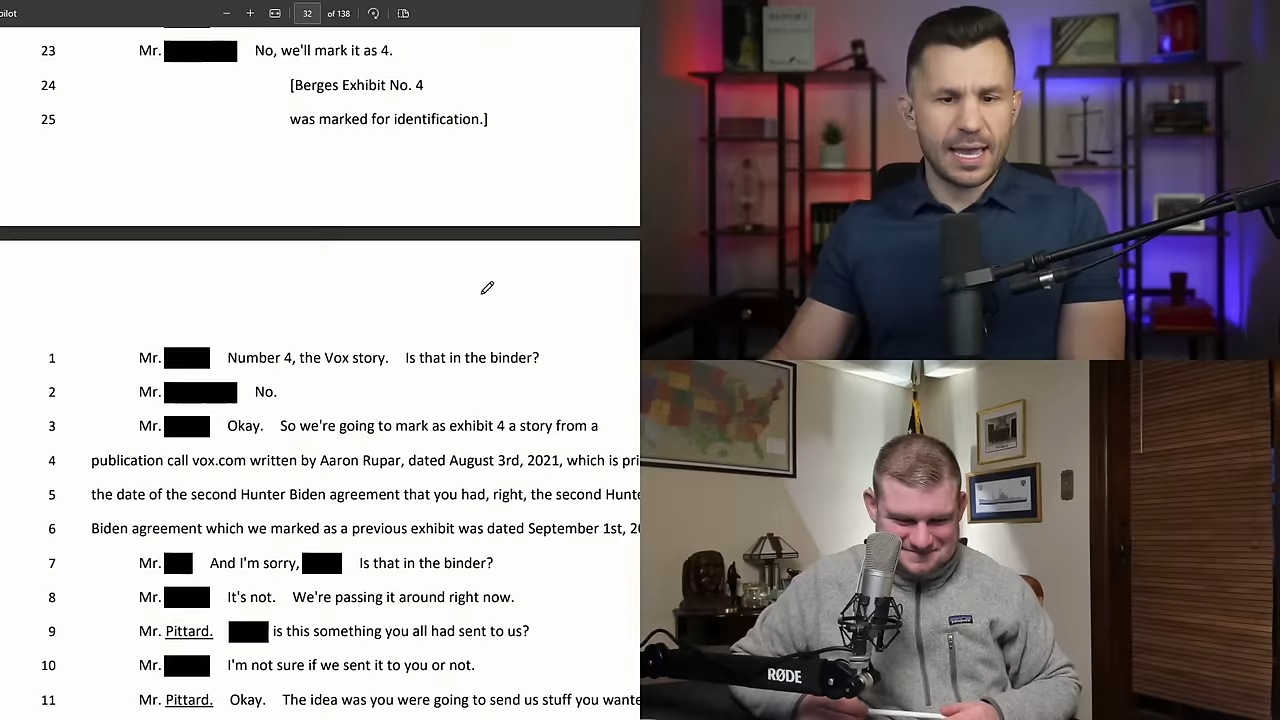 pilot
32
of 138
23 Mr. No, we'll mark it as 4.
24 [Berges Exhibit No. 4
25 was marked for identification.]
1 Mr. Number 4, the Vox story. Is that in the binder?
2 Mr. No.
3 Mr. Okay. So we're going to mark as exhibit 4 a story from a
4 publication call vox.com written by Aaron Rupar, dated August 3rd, 2021, which is pri
5 the date of the second Hunter Biden agreement that you had, right, the second Hunte
6 Biden agreement which we marked as a previous exhibit was dated September 1st, 20
7 Mr. And I'm sorry, Is that in the binder?
8 Mr. It's not. We're passing it around right now.
9 Mr. Pittard. is this something you all had sent to us?
10 Mr. I'm not sure if we sent it to you or not.
11 Mr. Pittard. Okay. The idea was you were going to send us stuff you wante
RØDE
patagonia